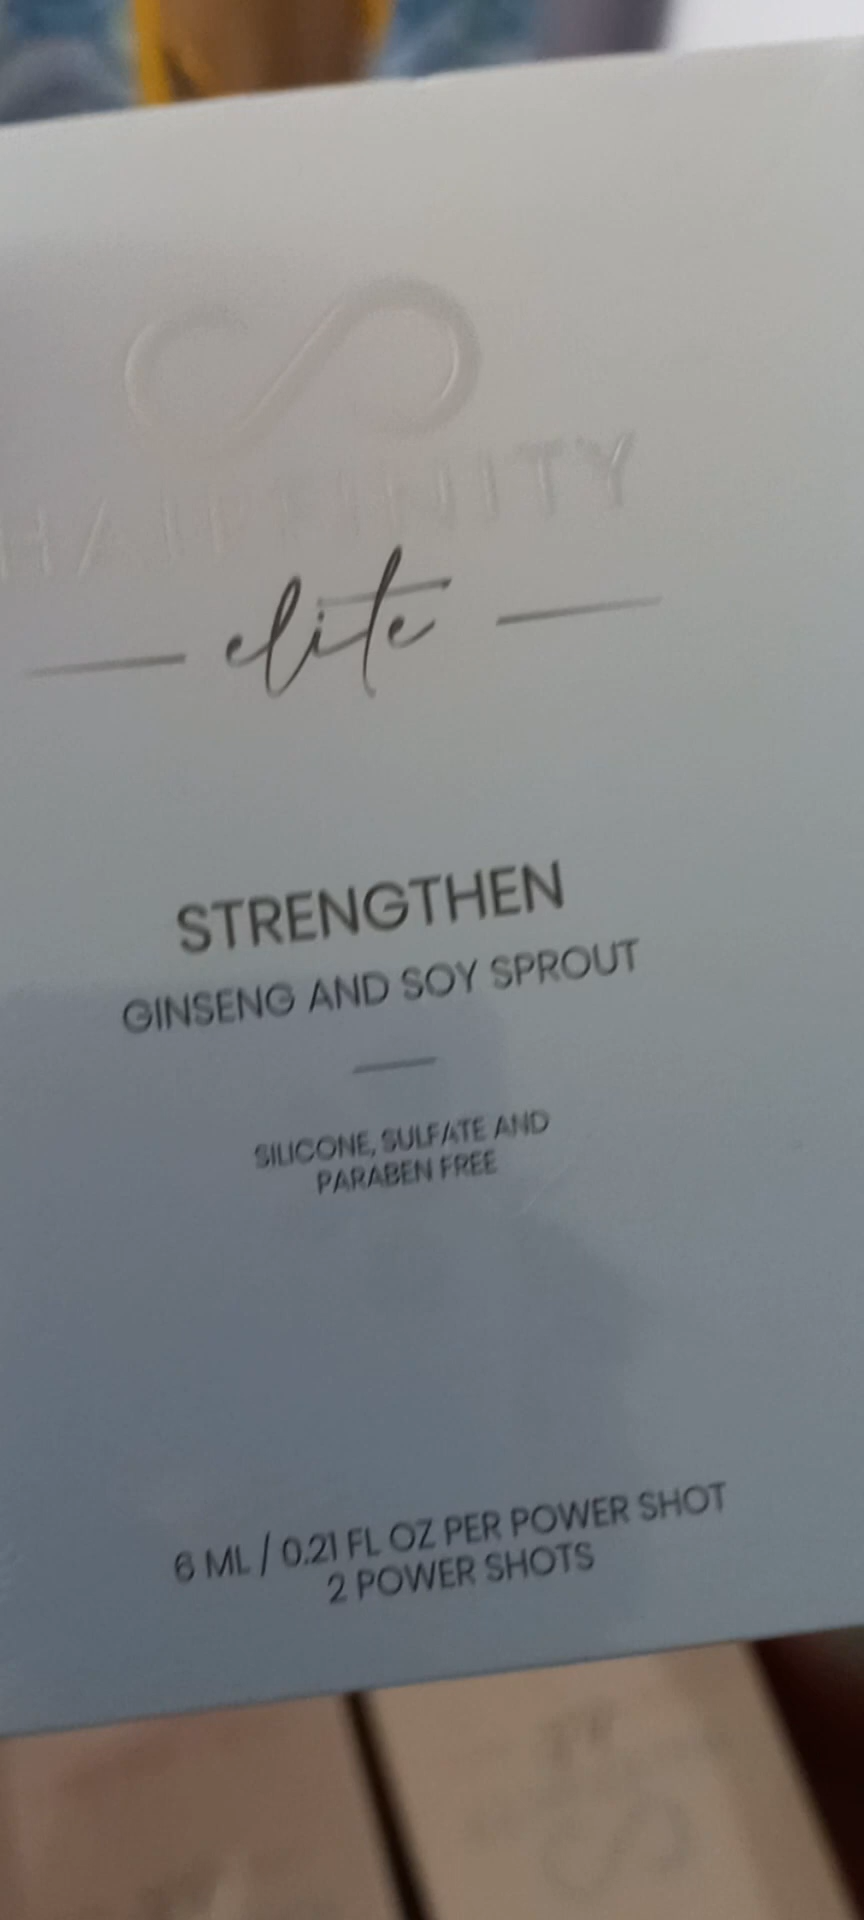 HAIRFINITY
elite
STRENGTHEN
GINSENG AND SOY SPROUT
SILICONE, SULFATE AND
PARABEN FREE
6 ML / 0.21 FL OZ PER POWER SHOT
2 POWER SHOTS